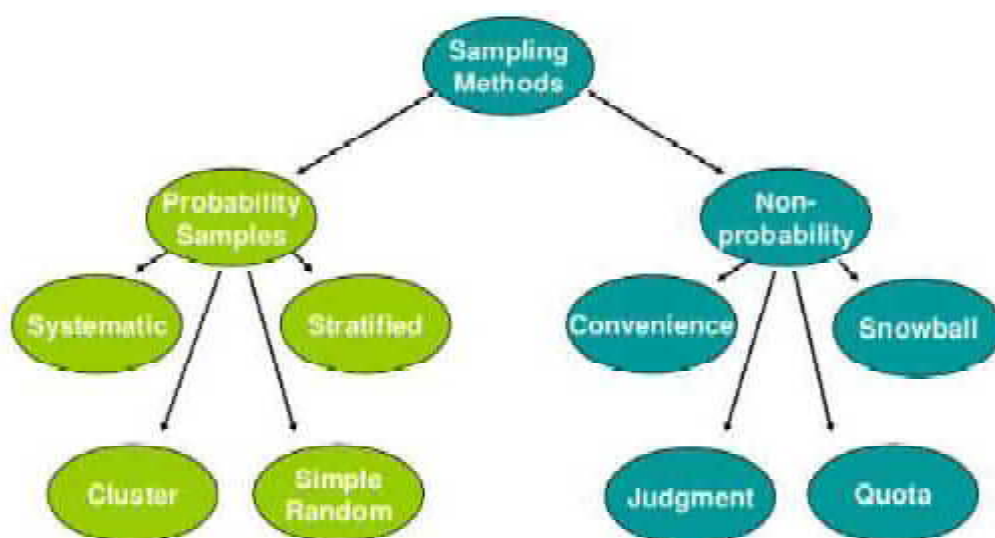 Sampling
Methods
Probability
Samples
Non-
probability
Systematic
Stratified
Convenience
Snowball
Cluster
Simple
Random
Judgment
Quota